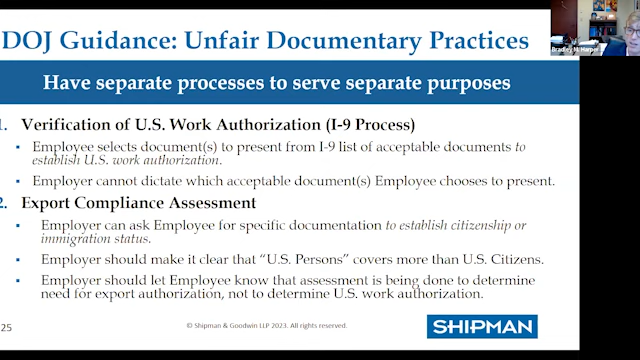 DOJ Guidance: Unfair Documentary Practices
Bradley M. Harper
Have separate processes to serve separate purposes
1. Verification of U.S. Work Authorization (I-9 Process)
▪ Employee selects document(s) to present from I-9 list of acceptable documents to
establish U.S. work authorization.
▪ Employer cannot dictate which acceptable document(s) Employee chooses to present.
2. Export Compliance Assessment
▪ Employer can ask Employee for specific documentation to establish citizenship or
immigration status.
▪ Employer should make it clear that “U.S. Persons” covers more than U.S. Citizens.
▪ Employer should let Employee know that assessment is being done to determine
need for export authorization, not to determine U.S. work authorization.
25
© Shipman & Goodwin LLP 2023. All rights reserved.
SHIPMAN